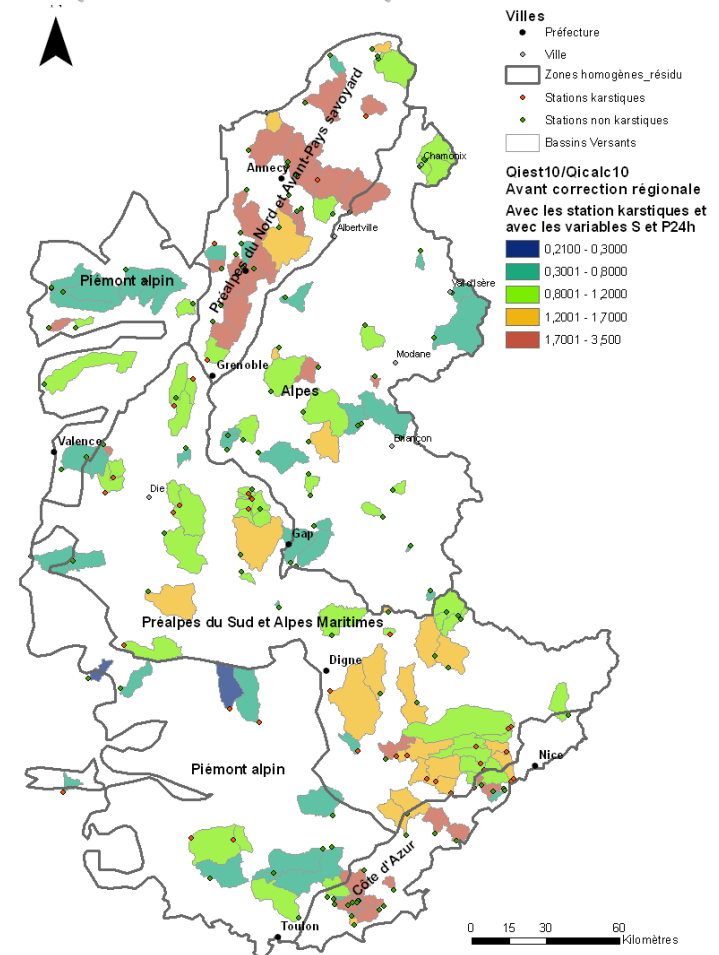 Villes
Préfecture
Ville
Zones homogènes_résidu
Stations karstiques
Stations non karstiques
Bassins Versants
Qiest10/Qicalc10
Avant correction régionale
Avec les station karstiques et
avec les variables S et P24h
0,2100 - 0,3000
0,3001 - 0,8000
0,8001 - 1,2000
1,2001 - 1,7000
1,7001 - 3,500
Préalpes du Nord et Avant-Pays savoyard
Chamonix
Annecy
Albertville
Piémont alpin
Val d'Isère
Modane
Grenoble
Alpes
Valence
Briançon
Die
Gap
Préalpes du Sud et Alpes Maritimes
Digne
Nice
Piémont alpin
Côte d'Azur
Toulon
0 15 30 60
Kilomètres